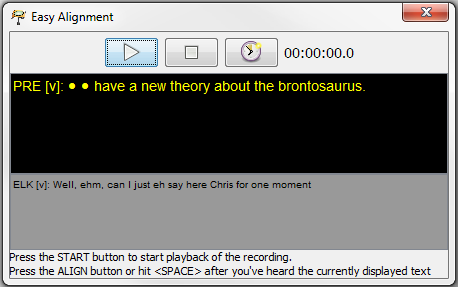 Easy Alignment
00:00:00.0
PRE [v]: ● ● have a new theory about the brontosaurus.
ELK [v]: Well, ehm, can I just eh say here Chris for one moment
Press the START button to start playback of the recording.
Press the ALIGN button or hit <SPACE> after you've heard the currently displayed text